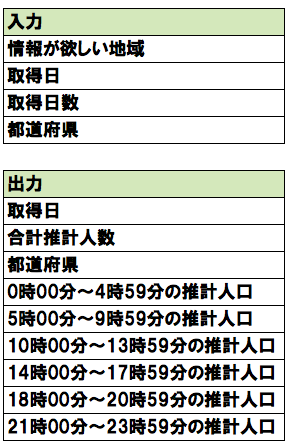 入力
情報が欲しい地域
取得日
取得日数
都道府県
出力
取得日
合計推計人数
都道府県
0時00分～4時59分の推計人口
5時00分～9時59分の推計人口
10時00分～13時59分の推計人口
14時00分～17時59分の推計人口
18時00分～20時59分の推計人口
21時00分～23時59分の推計人口